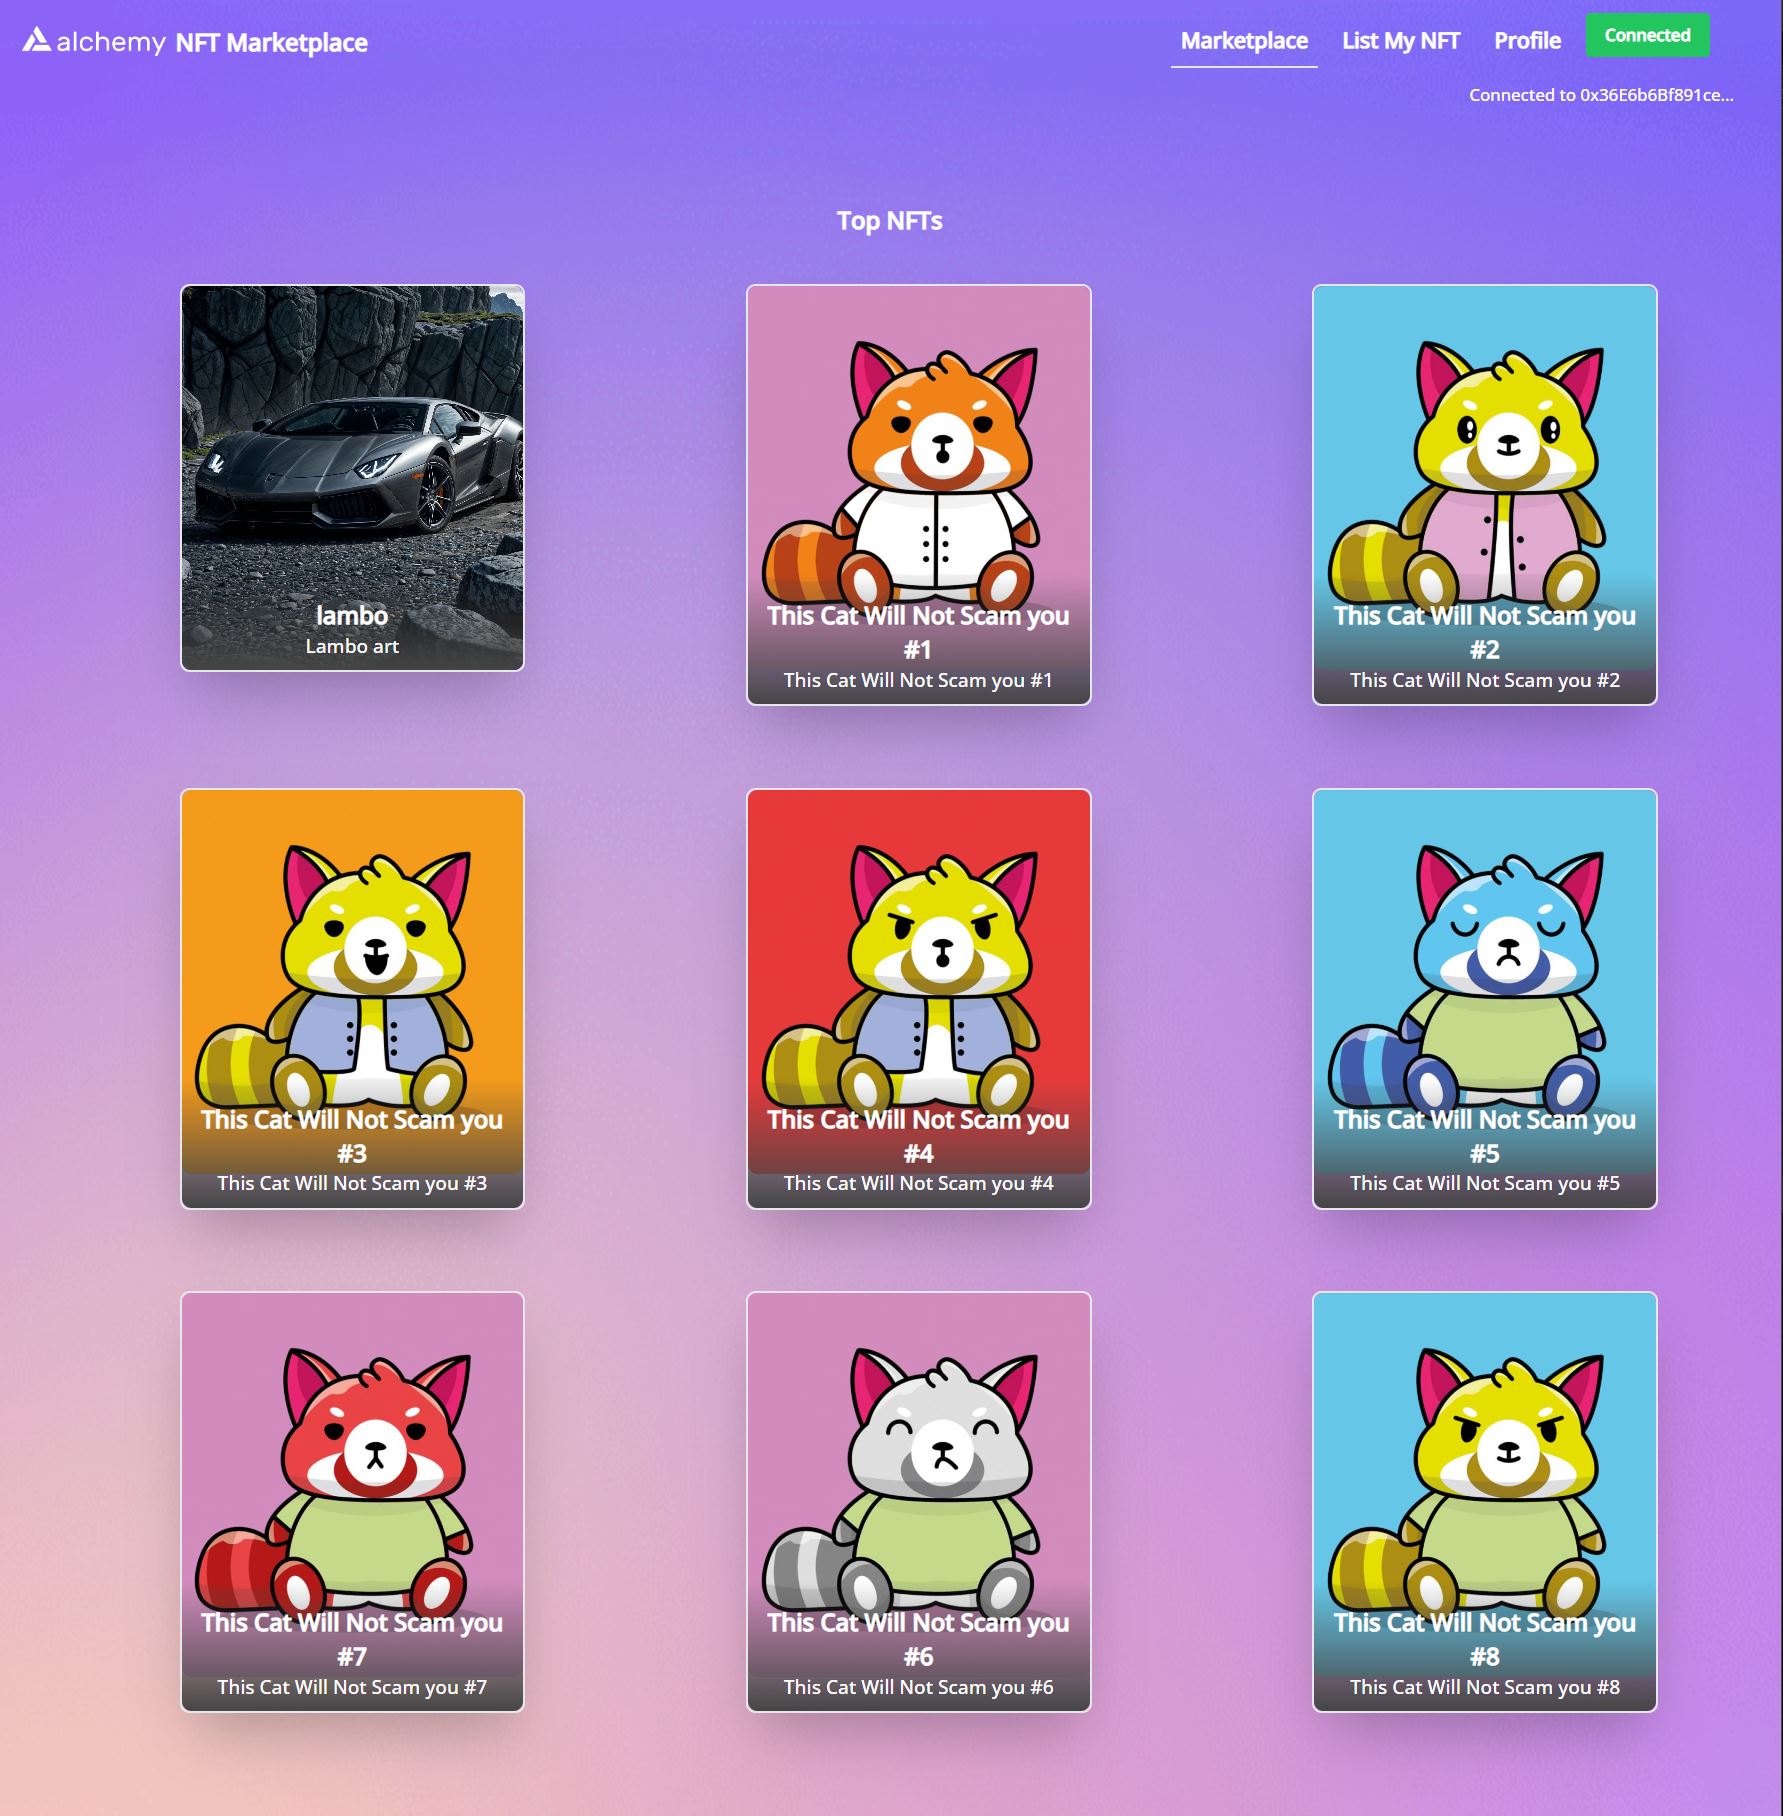 alchemy NFT Marketplace
Marketplace
List My NFT
Profile
Connected
Connected to 0x36E6b6Bf891ce...
Top NFTs
lambo
Lambo art
This Cat Will Not Scam you
#1
This Cat Will Not Scam you #1
This Cat Will Not Scam you
#2
This Cat Will Not Scam you #2
This Cat Will Not Scam you
#3
This Cat Will Not Scam you #3
This Cat Will Not Scam you
#4
This Cat Will Not Scam you #4
This Cat Will Not Scam you
#5
This Cat Will Not Scam you #5
This Cat Will Not Scam you
#7
This Cat Will Not Scam you #7
This Cat Will Not Scam you
#6
This Cat Will Not Scam you #6
This Cat Will Not Scam you
#8
This Cat Will Not Scam you #8